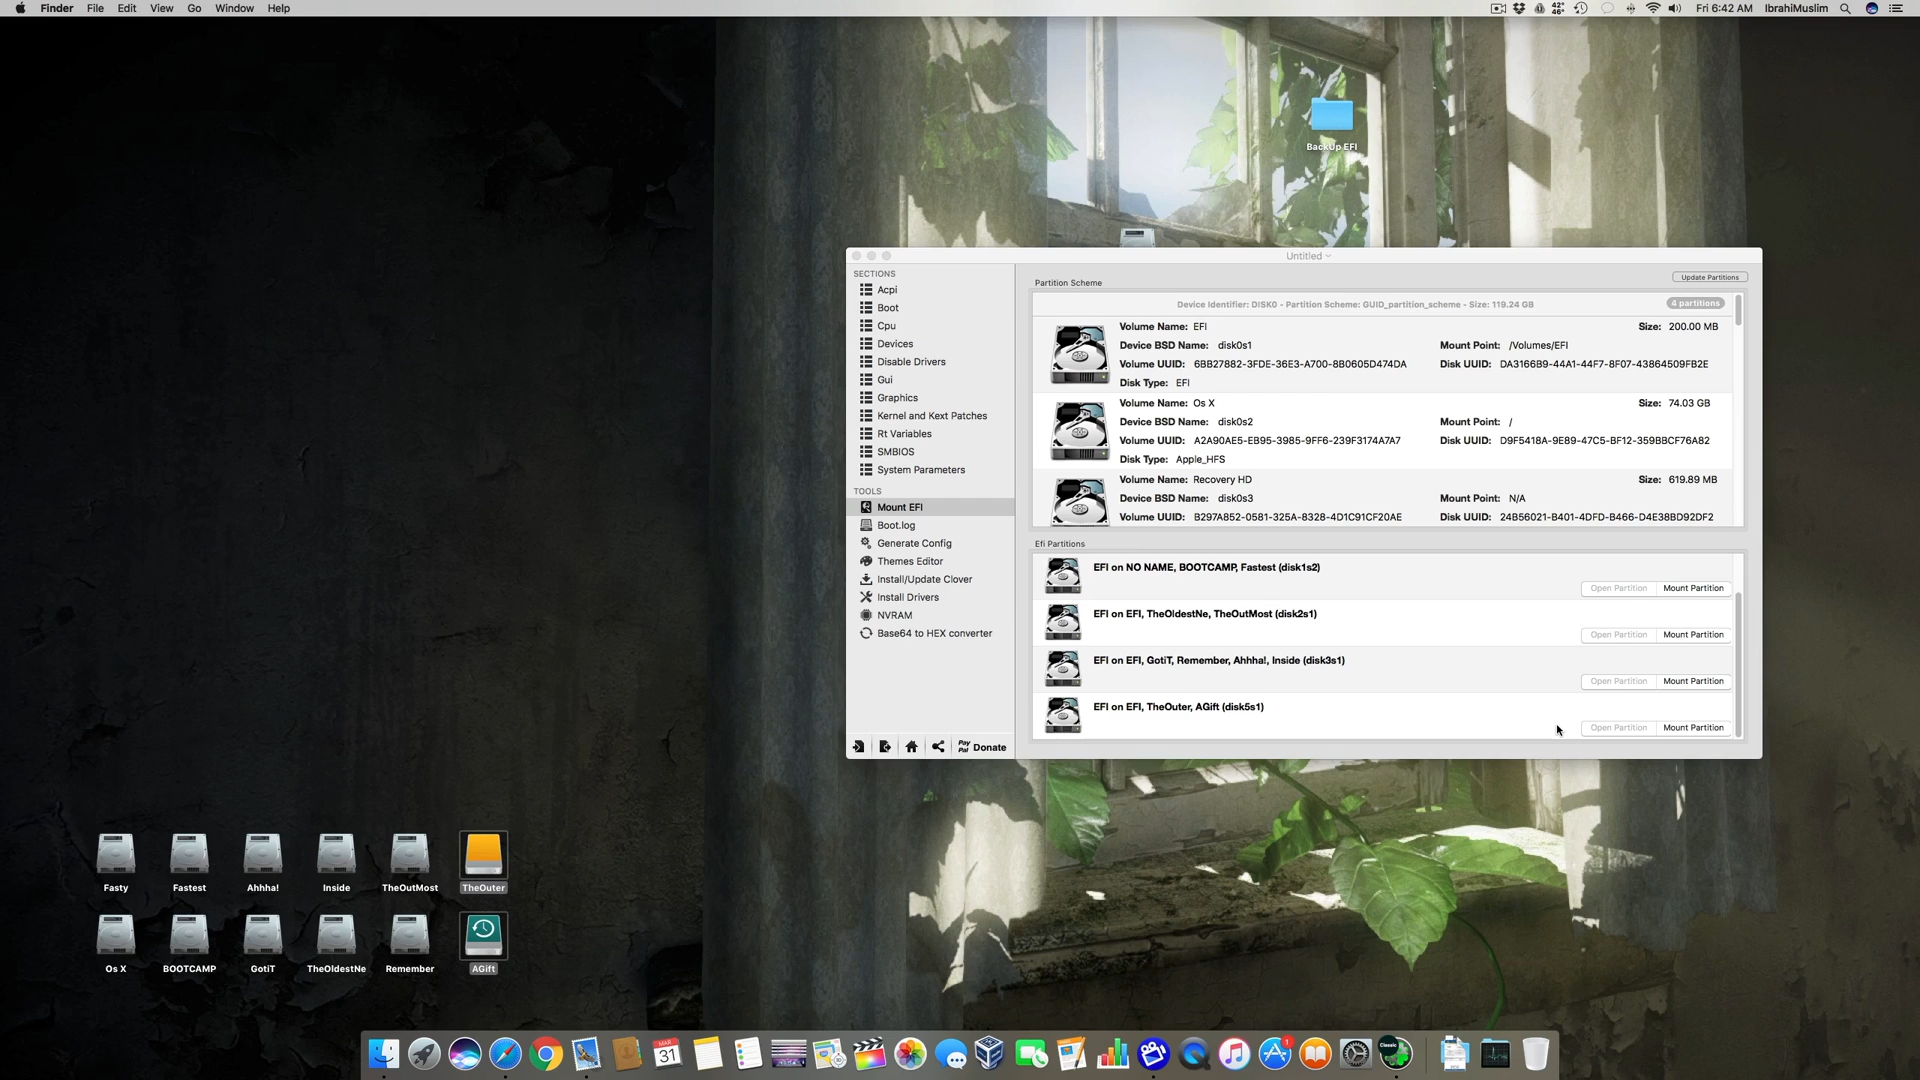 Finder File Edit View Go Window Help
42° 46° Fri 6:42 AM IbrahiMuslim
BackUp EFI
Untitled
SECTIONS
Acpi
Boot
Cpu
Devices
Disable Drivers
Gui
Graphics
Kernel and Kext Patches
Rt Variables
SMBIOS
System Parameters
TOOLS
Mount EFI
Boot.log
Generate Config
Themes Editor
Install/Update Clover
Install Drivers
NVRAM
Base64 to HEX converter
Pay Pal Donate
Update Partitions
Partition Scheme
Device Identifier: DISK0 - Partition Scheme: GUID_partition_scheme - Size: 119.24 GB 4 partitions
Volume Name: EFI Size: 200.00 MB
Device BSD Name: disk0s1 Mount Point: /Volumes/EFI
Volume UUID: 6BB27882-3FDE-36E3-A700-8B0605D474DA Disk UUID: DA3166B9-44A1-44F7-8F07-43864509FB2E
Disk Type: EFI
Volume Name: Os X Size: 74.03 GB
Device BSD Name: disk0s2 Mount Point: /
Volume UUID: A2A90AE5-EB95-3985-9FF6-239F3174A7A7 Disk UUID: D9F5418A-9E89-47C5-BF12-359BBCF76A82
Disk Type: Apple_HFS
Volume Name: Recovery HD Size: 619.89 MB
Device BSD Name: disk0s3 Mount Point: N/A
Volume UUID: B297A852-0581-325A-8328-4D1C91CF20AE Disk UUID: 24B56021-B401-4DFD-B466-D4E38BD92DF2
Efi Partitions
EFI on NO NAME, BOOTCAMP, Fastest (disk1s2)
Open Partition Mount Partition
EFI on EFI, TheOldestNe, TheOutMost (disk2s1)
Open Partition Mount Partition
EFI on EFI, GotiT, Remember, Ahhha!, Inside (disk3s1)
Open Partition Mount Partition
EFI on EFI, TheOuter, AGift (disk5s1)
Open Partition Mount Partition
Fasty Fastest Ahhha! Inside TheOutMost TheOuter
Os X BOOTCAMP GotiT TheOldestNe Remember AGift
MAR
31
1
Classic